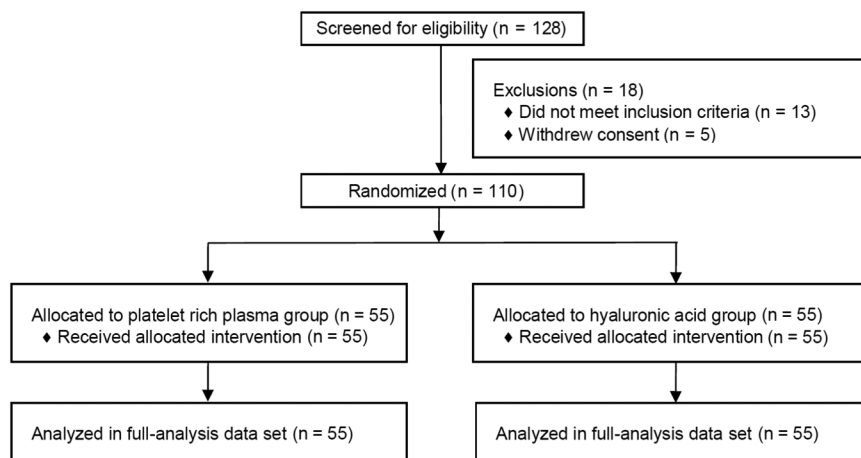 Screened for eligibility (n = 128)
Exclusions (n = 18)
♦ Did not meet inclusion criteria (n = 13)
♦ Withdrew consent (n = 5)
Randomized (n = 110)
Allocated to platelet rich plasma group (n = 55)
♦ Received allocated intervention (n = 55)
Allocated to hyaluronic acid group (n = 55)
♦ Received allocated intervention (n = 55)
Analyzed in full-analysis data set (n = 55)
Analyzed in full-analysis data set (n = 55)